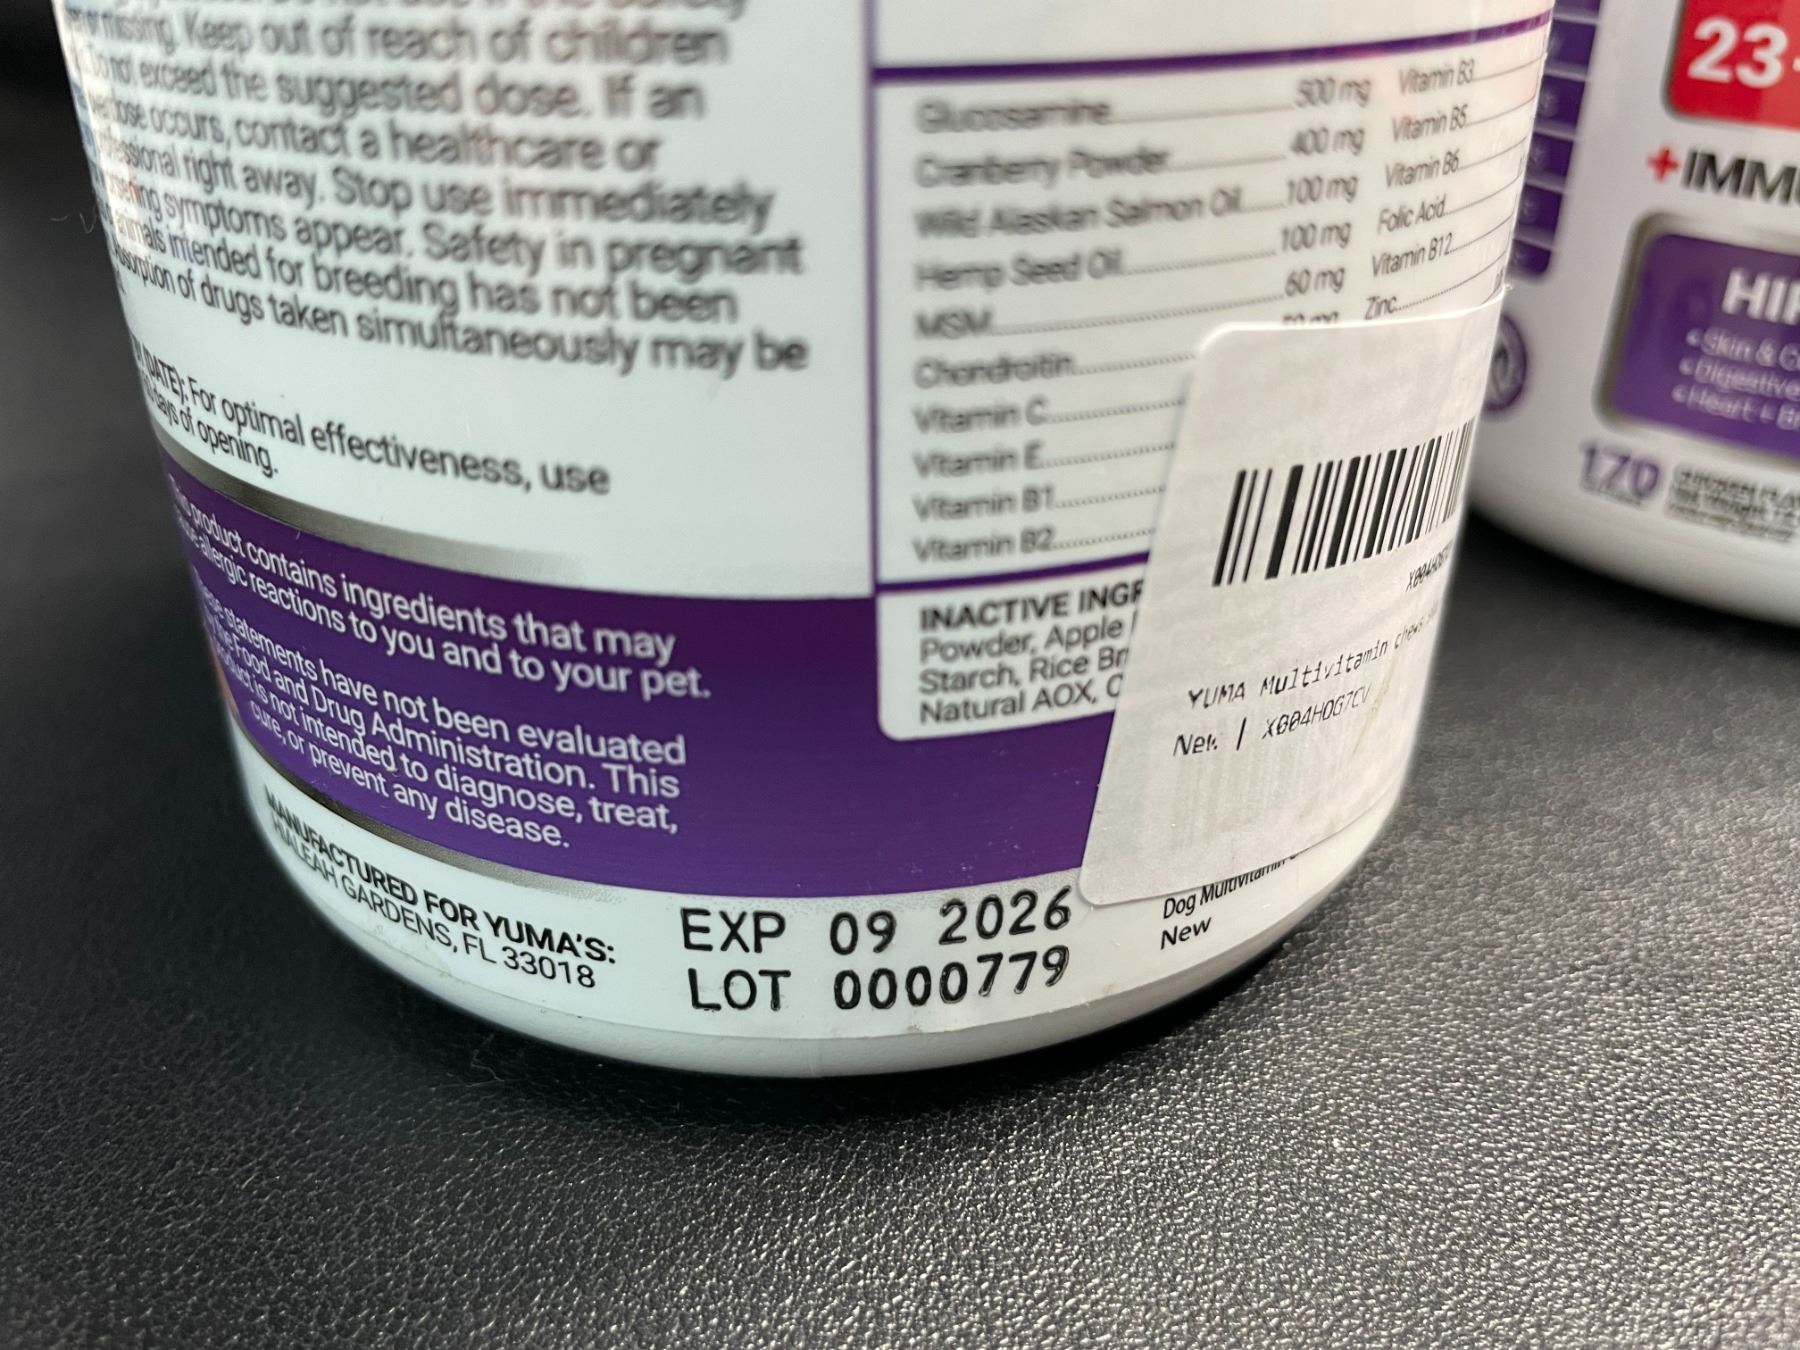 missing. Keep out of reach of children
Do not exceed the suggested dose. If an
occurs, contact a healthcare or
right away. Stop use immediately
symptoms appear. Safety in pregnant
intended for breeding has not been
of drugs taken simultaneously may be
(DATE): For optimal effectiveness, use
days of opening.
product contains ingredients that may
allergic reactions to you and to your pet.
statements have not been evaluated
the Food and Drug Administration. This
is not intended to diagnose, treat,
cure, or prevent any disease.
MANUFACTURED FOR YUMA'S:
HIALEAH GARDENS, FL 33018
EXP 09 2026
LOT 0000779
Glucosamine 500 mg
Cranberry Powder 400 mg
Wild Alaskan Salmon Oil 100 mg
Hemp Seed Oil 100 mg
MSM 60 mg
Chondroitin
Vitamin C
Vitamin E
Vitamin B1
Vitamin B2
Vitamin B3
Vitamin B5
Vitamin B6
Folic Acid
Vitamin B12
Zinc
INACTIVE
Powder, Apple
Starch, Rice
Natural AOX,
YUMA Multivitamin chews
New | X004HOG7CV
Dog Multivitamin
New
23
+IMM
HI
Skin &
Digestive
Heart +
170